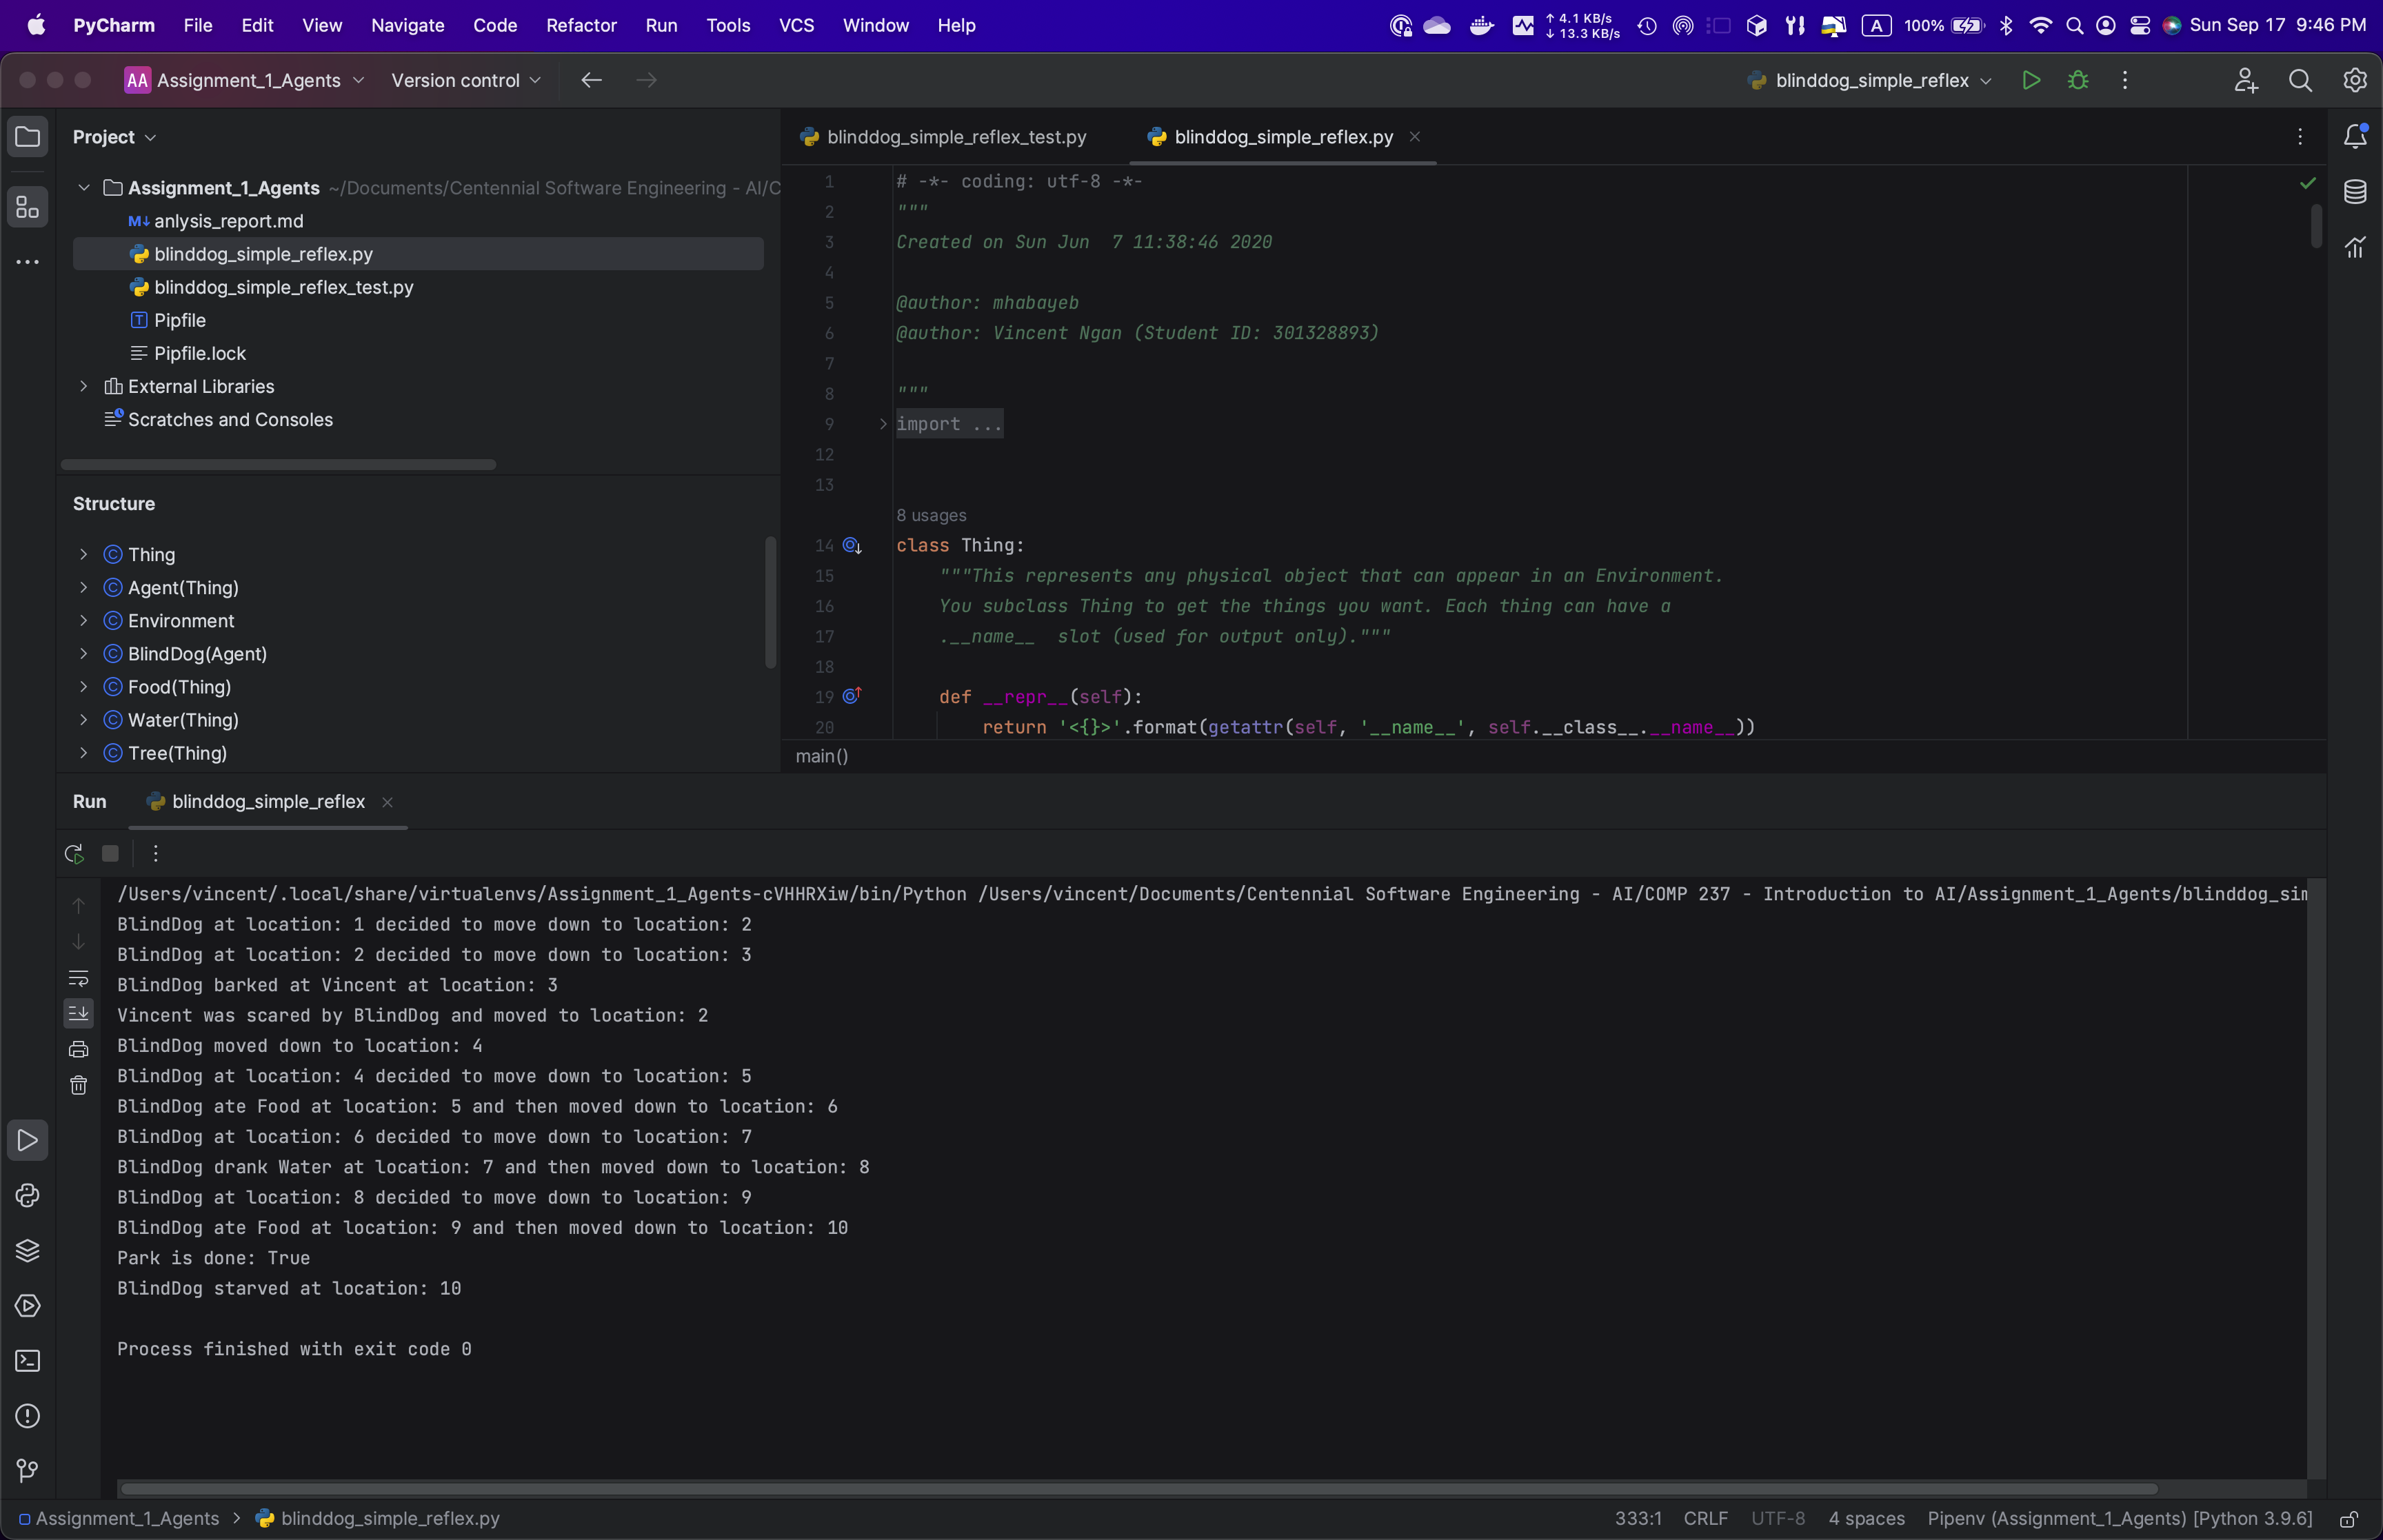 PyCharm File Edit View Navigate Code Refactor Run Tools VCS Window Help
↑ 4.1 KB/s
↓ 13.3 KB/s
A 100% Sun Sep 17 9:46 PM
AA Assignment_1_Agents Version control
blinddog_simple_reflex
Project
Assignment_1_Agents ~/Documents/Centennial Software Engineering - AI/C
M↓ anlysis_report.md
blinddog_simple_reflex.py
blinddog_simple_reflex_test.py
T Pipfile
Pipfile.lock
External Libraries
Scratches and Consoles
Structure
C Thing
C Agent(Thing)
C Environment
C BlindDog(Agent)
C Food(Thing)
C Water(Thing)
C Tree(Thing)
blinddog_simple_reflex_test.py blinddog_simple_reflex.py
1 # -*- coding: utf-8 -*-
2 """
3 Created on Sun Jun  7 11:38:46 2020
4
5 @author: mhabayeb
6 @author: Vincent Ngan (Student ID: 301328893)
7
8 """
9 import ...
12
13
8 usages
14 class Thing:
15     """This represents any physical object that can appear in an Environment.
16     You subclass Thing to get the things you want. Each thing can have a
17     .__name__  slot (used for output only)."""
18
19     def __repr__(self):
20         return '<{}>'.format(getattr(self, '__name__', self.__class__.__name__))
main()
Run blinddog_simple_reflex
/Users/vincent/.local/share/virtualenvs/Assignment_1_Agents-cVHHRXiw/bin/Python /Users/vincent/Documents/Centennial Software Engineering - AI/COMP 237 - Introduction to AI/Assignment_1_Agents/blinddog_sim
BlindDog at location: 1 decided to move down to location: 2
BlindDog at location: 2 decided to move down to location: 3
BlindDog barked at Vincent at location: 3
Vincent was scared by BlindDog and moved to location: 2
BlindDog moved down to location: 4
BlindDog at location: 4 decided to move down to location: 5
BlindDog ate Food at location: 5 and then moved down to location: 6
BlindDog at location: 6 decided to move down to location: 7
BlindDog drank Water at location: 7 and then moved down to location: 8
BlindDog at location: 8 decided to move down to location: 9
BlindDog ate Food at location: 9 and then moved down to location: 10
Park is done: True
BlindDog starved at location: 10
Process finished with exit code 0
Assignment_1_Agents > blinddog_simple_reflex.py
333:1 CRLF UTF-8 4 spaces Pipenv (Assignment_1_Agents) [Python 3.9.6]